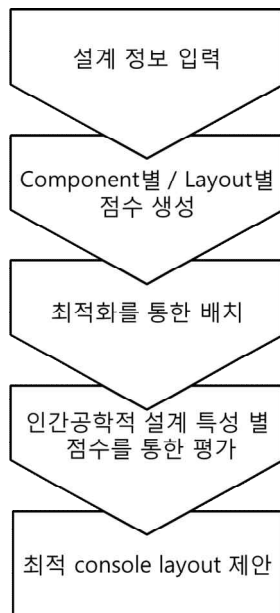 설계 정보 입력
Component별 / Layout별
점수 생성
최적화를 통한 배치
인간공학적 설계 특성 별
점수를 통한 평가
최적 console layout 제안